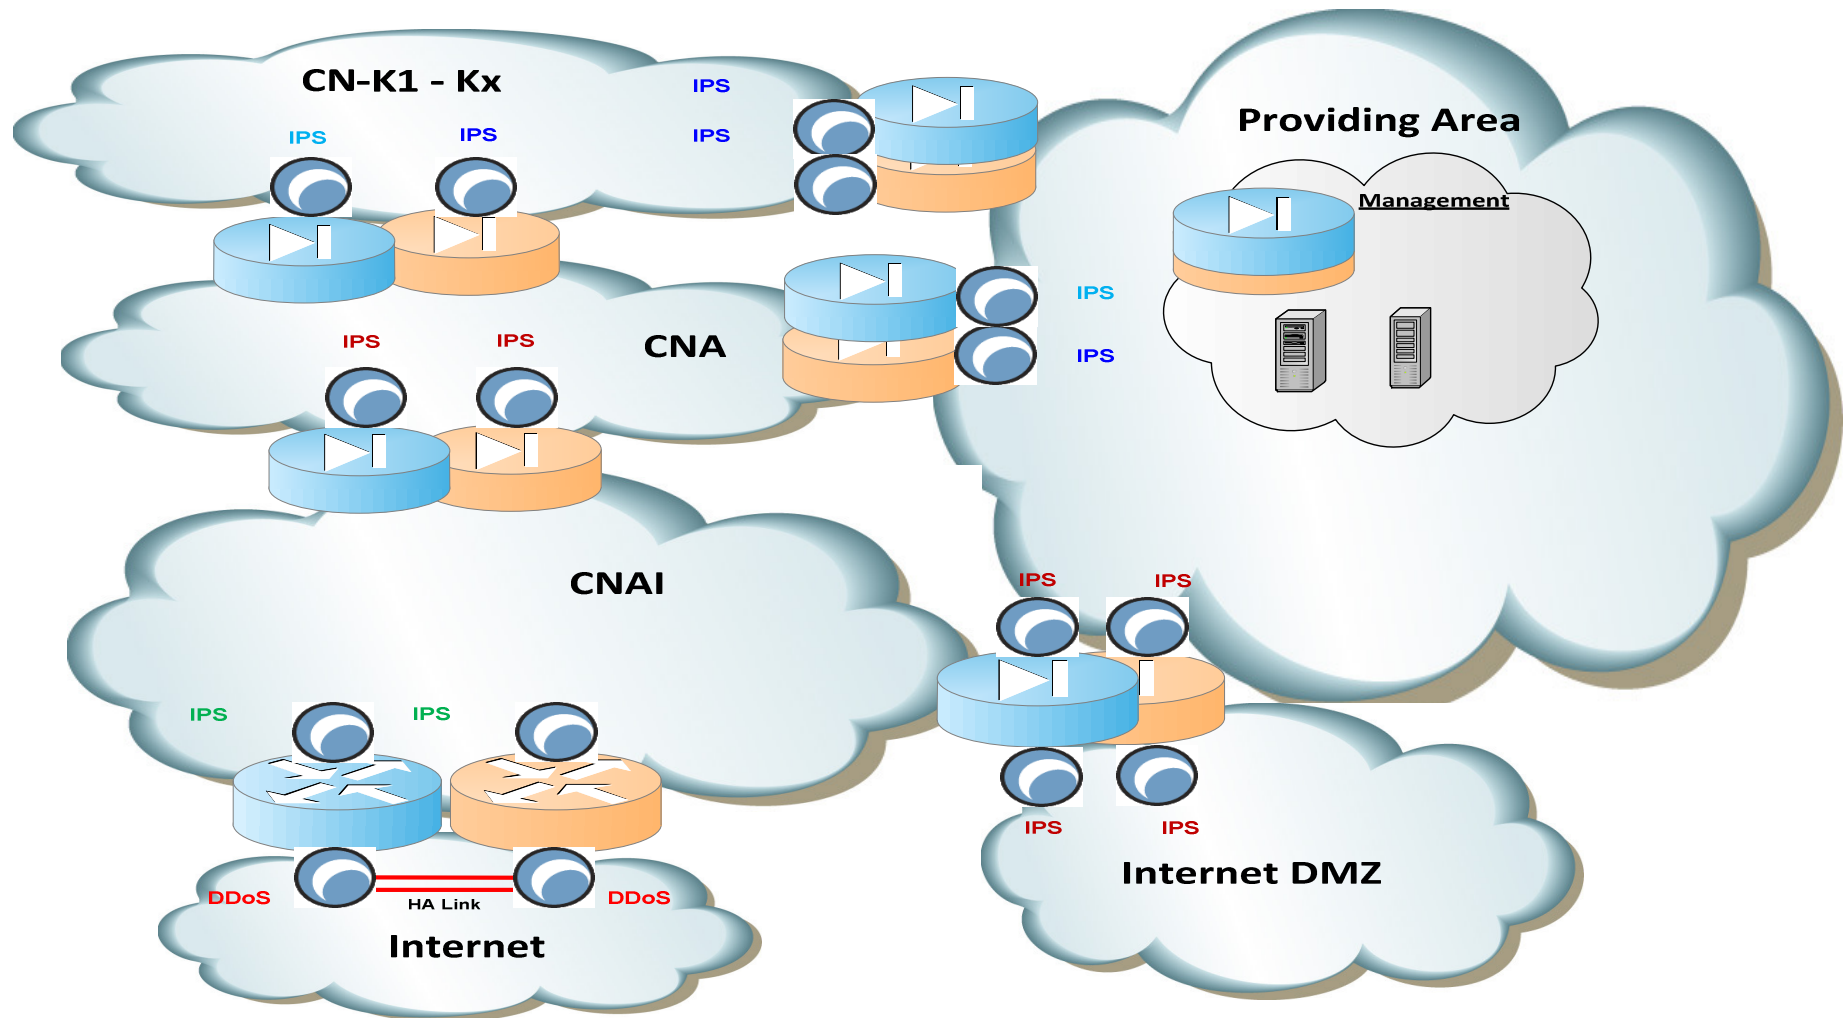 CN-K1 - Kx
IPS
IPS
IPS
IPS
Providing Area
Management
IPS
IPS
IPS
IPS
CNA
CNAI
IPS
IPS
IPS
IPS
IPS
IPS
Internet DMZ
DDoS
HA Link
DDoS
Internet